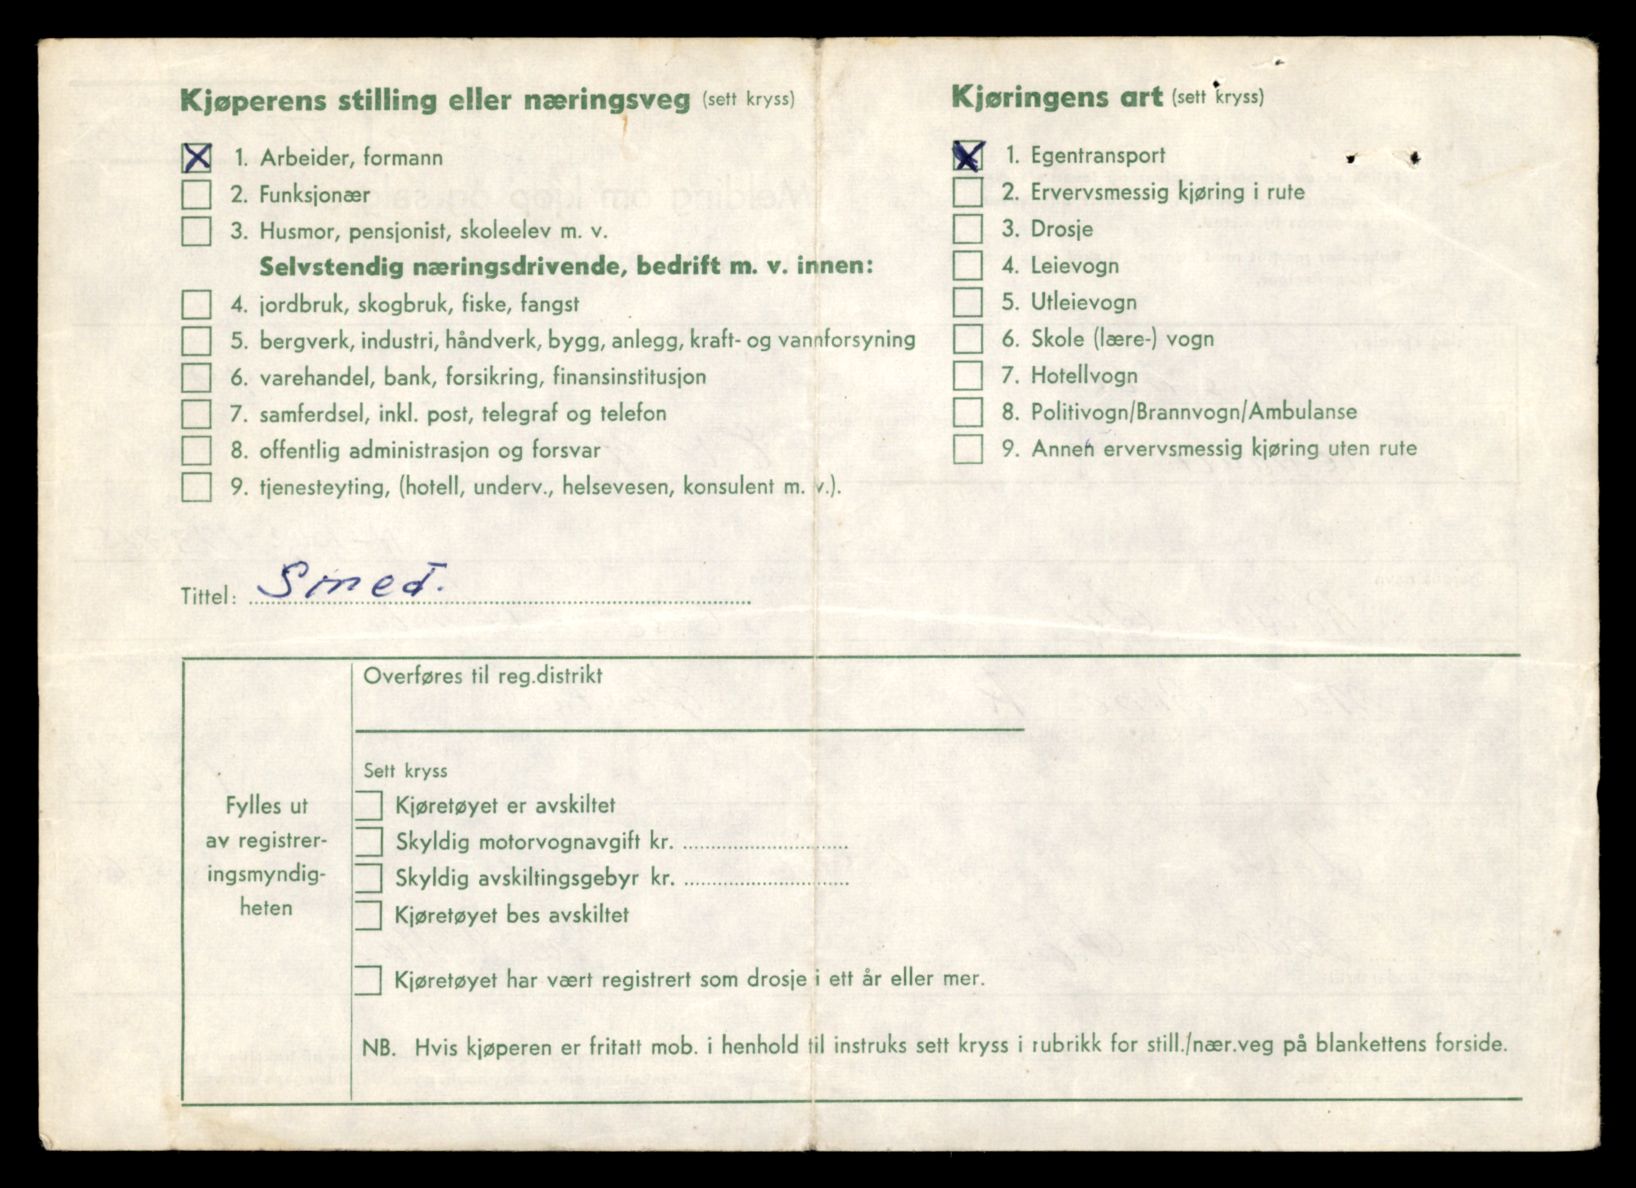 Kjøperens stilling eller næringsveg (sett kryss)
1. Arbeider, formann
2. Funksjonær
3. Husmor, pensjonist, skoleelev m. v.
Selvstendig næringsdrivende, bedrift m. v. innen:
4. jordbruk, skogbruk, fiske, fangst
5. bergverk, industri, håndverk, bygg, anlegg, kraft- og vannforsyning
6. varehandel, bank, forsikring, finansinstitusjon
7. samferdsel, inkl. post, telegraf og telefon
8. offentlig administrasjon og forsvar
9. tjenesteyting, (hotell, underv., helsevesen, konsulent m. v.).
Kjøringens art (sett kryss)
1. Egentransport
2. Ervervsmessig kjøring i rute
3. Drosje
4. Leievogn
5. Utleievogn
6. Skole (lære-) vogn
7. Hotellvogn
8. Politivogn/Brannvogn/Ambulanse
9. Annen ervervsmessig kjøring uten rute
Tittel: Smed.
Fylles ut
av registrer-
ingsmyndig-
heten
Overføres til reg.distrikt
Sett kryss
Kjøretøyet er avskiltet
Skyldig motorvognavgift kr.
Skyldig avskiltingsgebyr kr.
Kjøretøyet bes avskiltet
Kjøretøyet har vært registrert som drosje i ett år eller mer.
NB. Hvis kjøperen er fritatt mob. i henhold til instruks sett kryss i rubrikk for still./nær.veg på blankettens forside.